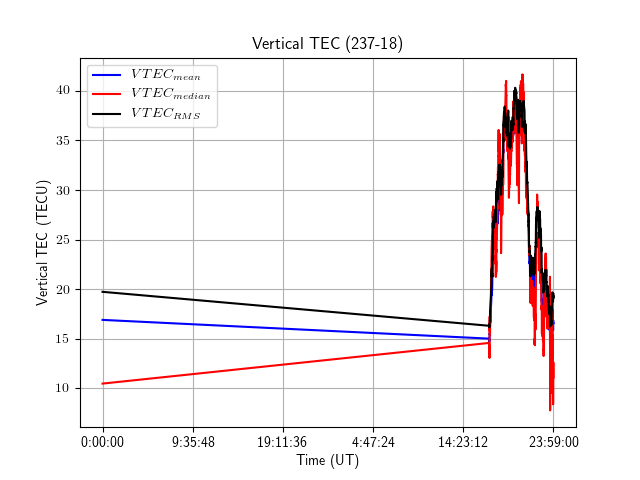 Vertical TEC (237-18)
VTEC_mean
VTEC_median
VTEC_RMS
Vertical TEC (TECU)
40
35
30
25
20
15
10
0:00:00 9:35:48 19:11:36 4:47:24 14:23:12 23:59:00
Time (UT)